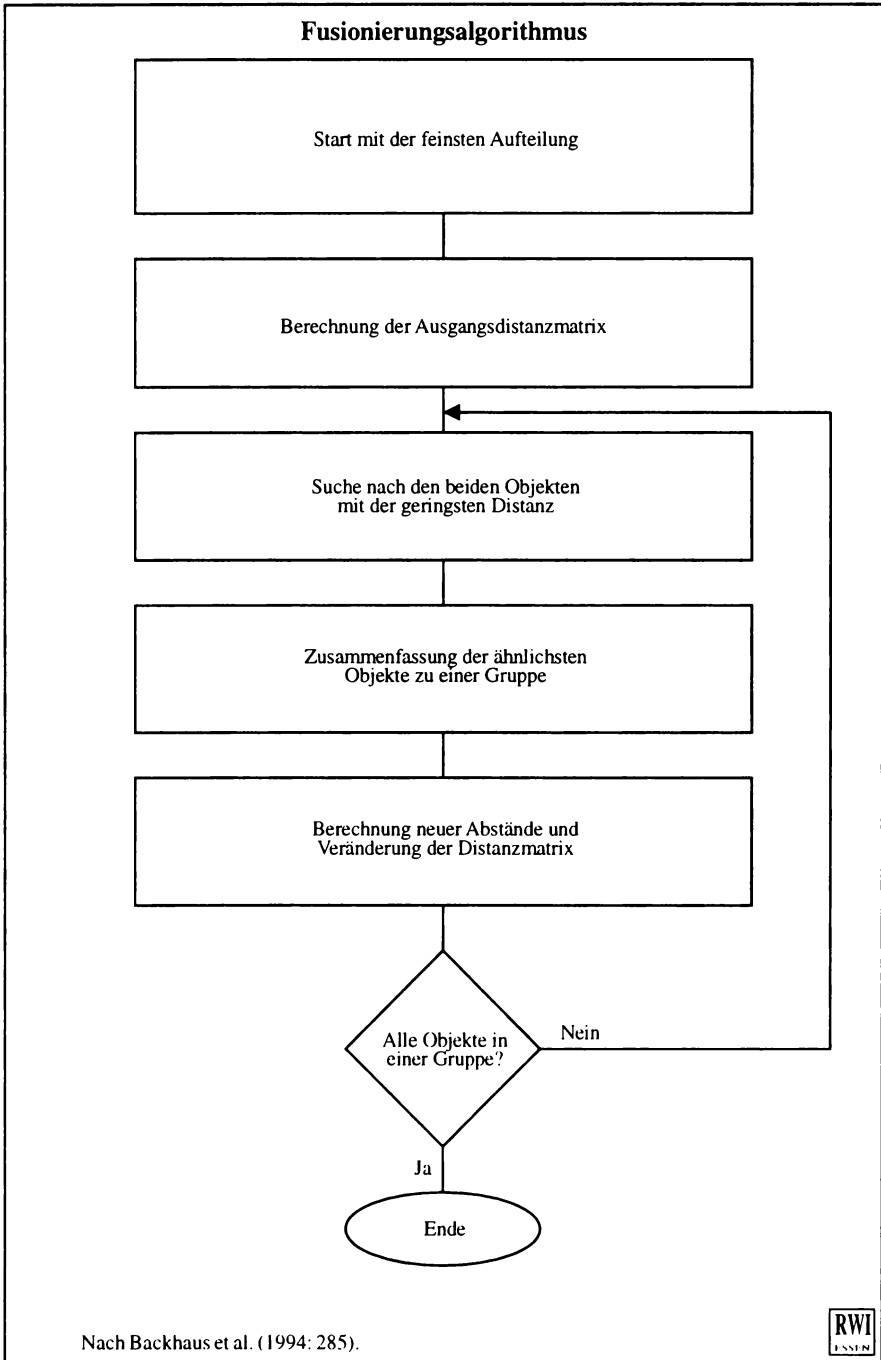 Fusionierungsalgorithmus
Start mit der feinsten Aufteilung
Berechnung der Ausgangsdistanzmatrix
Suche nach den beiden Objekten
mit der geringsten Distanz
Zusammenfassung der ähnlichsten
Objekte zu einer Gruppe
Berechnung neuer Abstände und
Veränderung der Distanzmatrix
Alle Objekte in
einer Gruppe?
Nein
Ja
Ende
Nach Backhaus et al. (1994: 285).
RWI
ESSEN